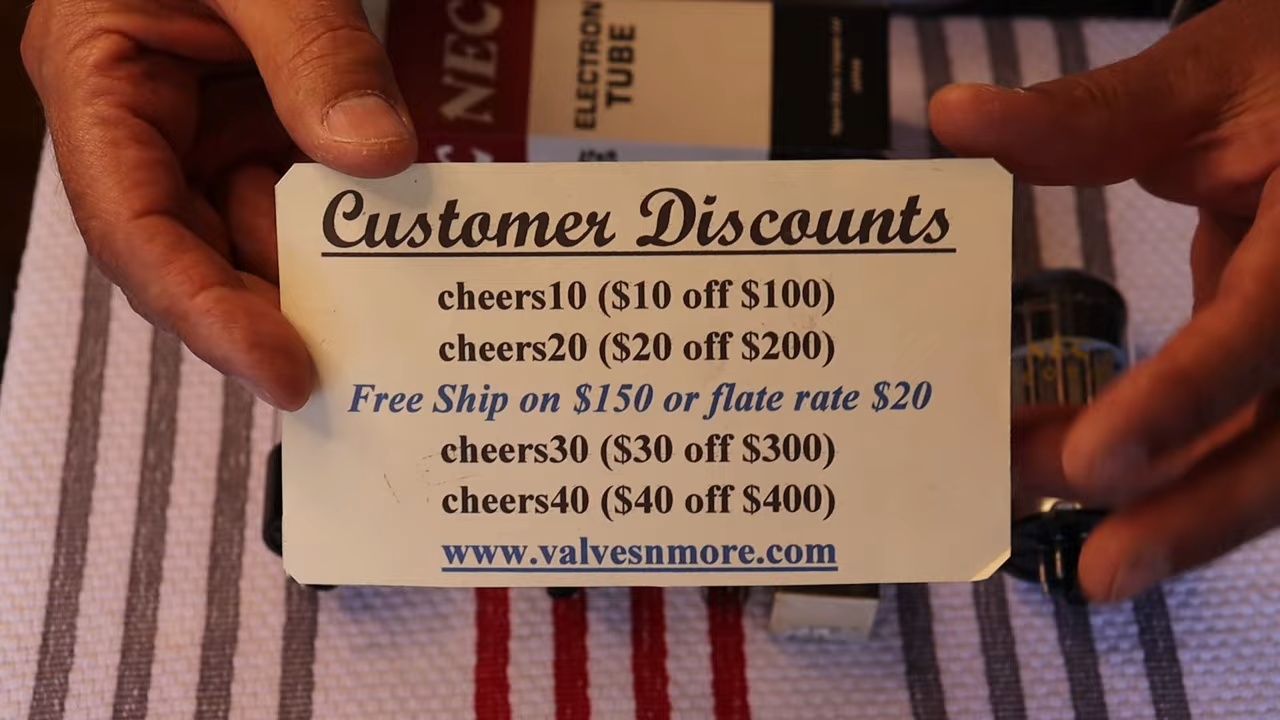 NEC
ELECTRON
TUBE
Customer Discounts
cheers10 ($10 off $100)
cheers20 ($20 off $200)
Free Ship on $150 or flate rate $20
cheers30 ($30 off $300)
cheers40 ($40 off $400)
www.valvesnmore.com